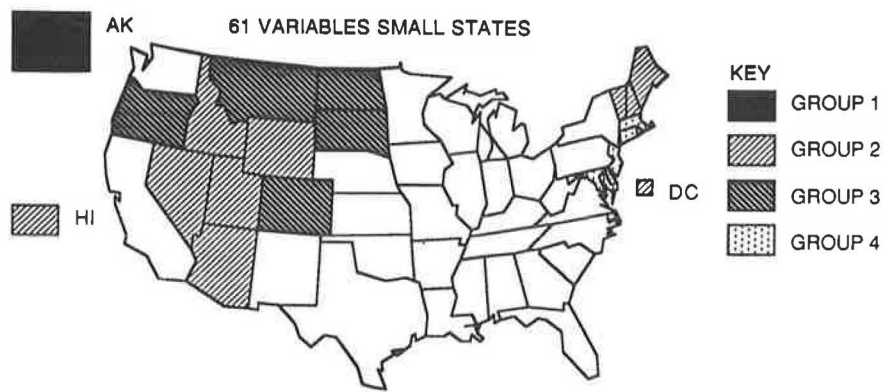 AK
61 VARIABLES SMALL STATES
KEY
GROUP 1
GROUP 2
GROUP 3
GROUP 4
DC
HI